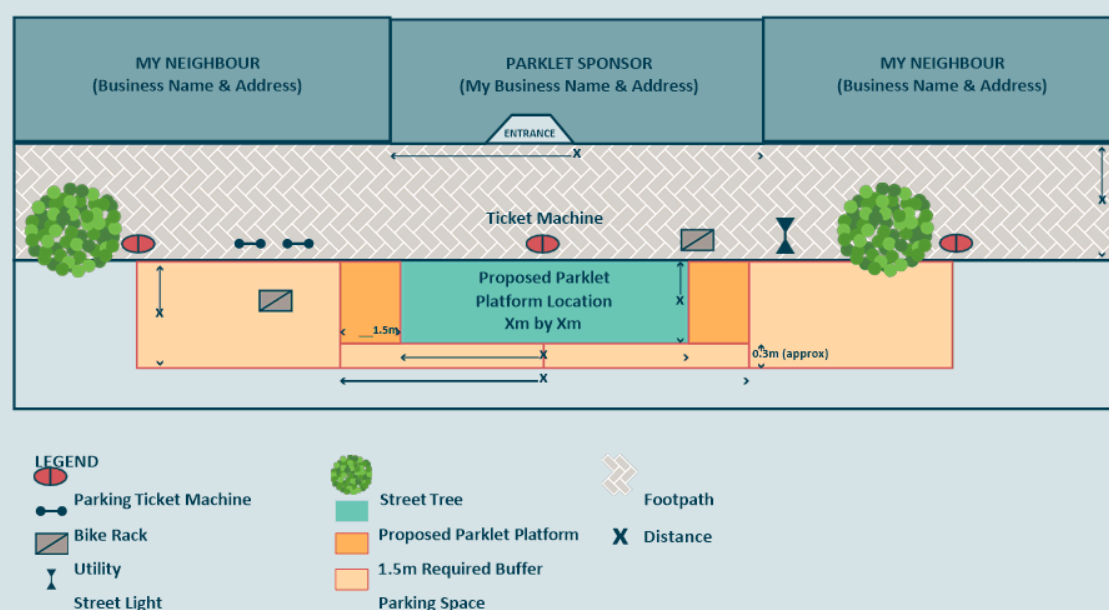 MY NEIGHBOUR
(Business Name & Address)
PARKLET SPONSOR
(My Business Name & Address)
MY NEIGHBOUR
(Business Name & Address)
ENTRANCE
X
X
Ticket Machine
Proposed Parklet
Platform Location
Xm by Xm
X
X
__1.5m
X
0.3m (approx)
X
LEGEND
Parking Ticket Machine
Bike Rack
Utility
Street Light
Street Tree
Proposed Parklet Platform
1.5m Required Buffer
Parking Space
Footpath
X Distance